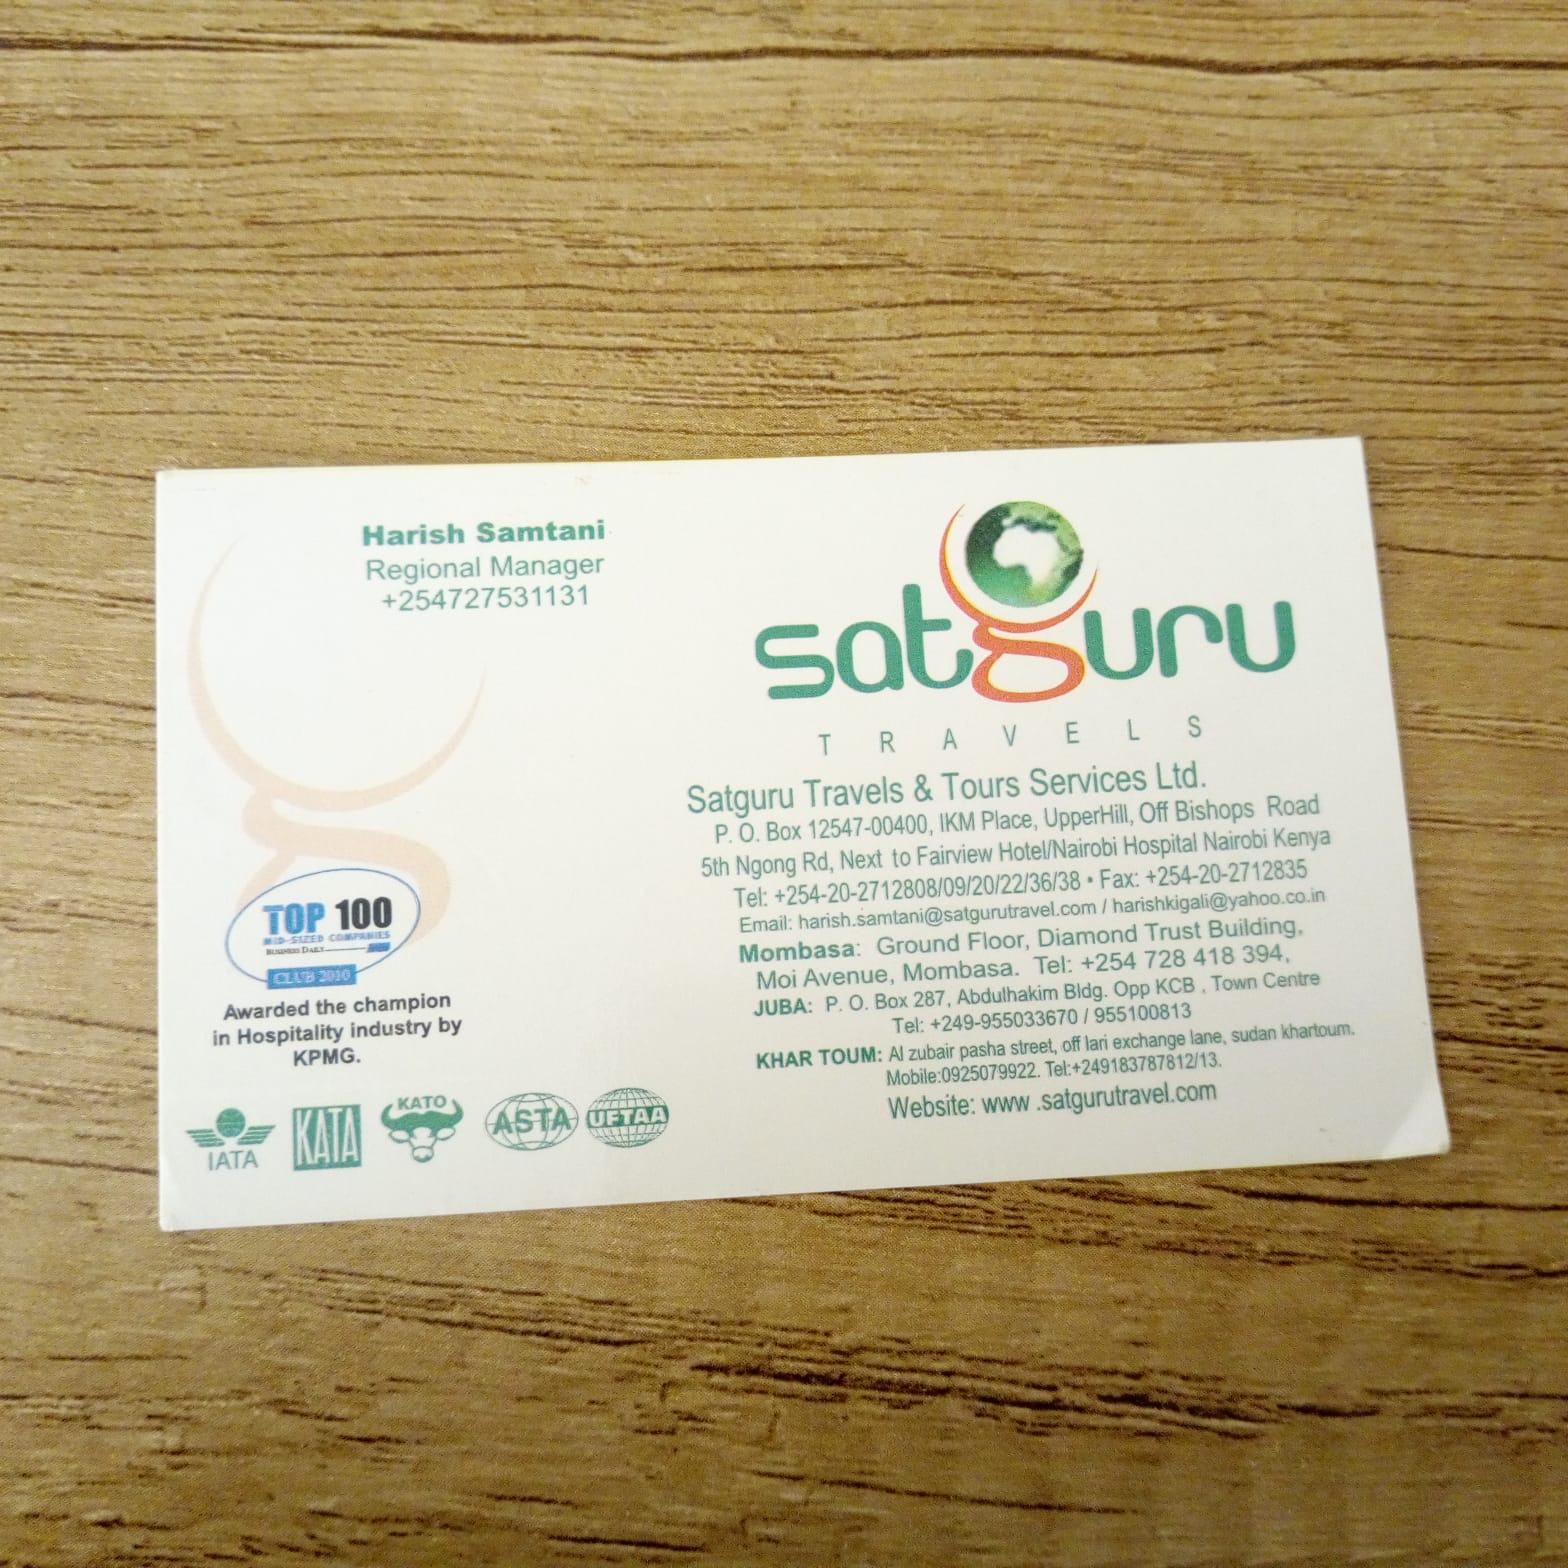 Harish Samtani
Regional Manager
+254727531131
TOP 100
MID-SIZED COMPANIES
BUSINESS DAILY
CLUB 2010
Awarded the champion
in Hospitality industry by
KPMG.
IATA
KATA
KATO
ASTA
UFTAA
satguru
TRAVELS
Satguru Travels & Tours Services Ltd.
P. O. Box 12547-00400, IKM Place, UpperHill, Off Bishops Road
5th Ngong Rd, Next to Fairview Hotel/Nairobi Hospital Nairobi Kenya
Tel: +254-20-2712808/09/20/22/36/38 • Fax: +254-20-2712835
Email: harish.samtani@satgurutravel.com / harishkigali@yahoo.co.in
Mombasa: Ground Floor, Diamond Trust Building,
Moi Avenue, Mombasa. Tel: +254 728 418 394,
JUBA: P. O. Box 287, Abdulhakim Bldg. Opp KCB , Town Centre
Tel: +249-955033670 / 955100813
KHAR TOUM: Al zubair pasha street, off lari exchange lane, sudan khartoum.
Mobile:0925079922. Tel:+249183787812/13.
Website: www .satgurutravel.com